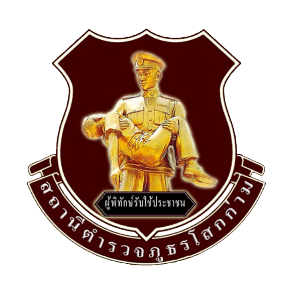 ผู้พิทักษ์รับใช้ประชาชน
สถานีตำรวจภูธรโสกก่าม